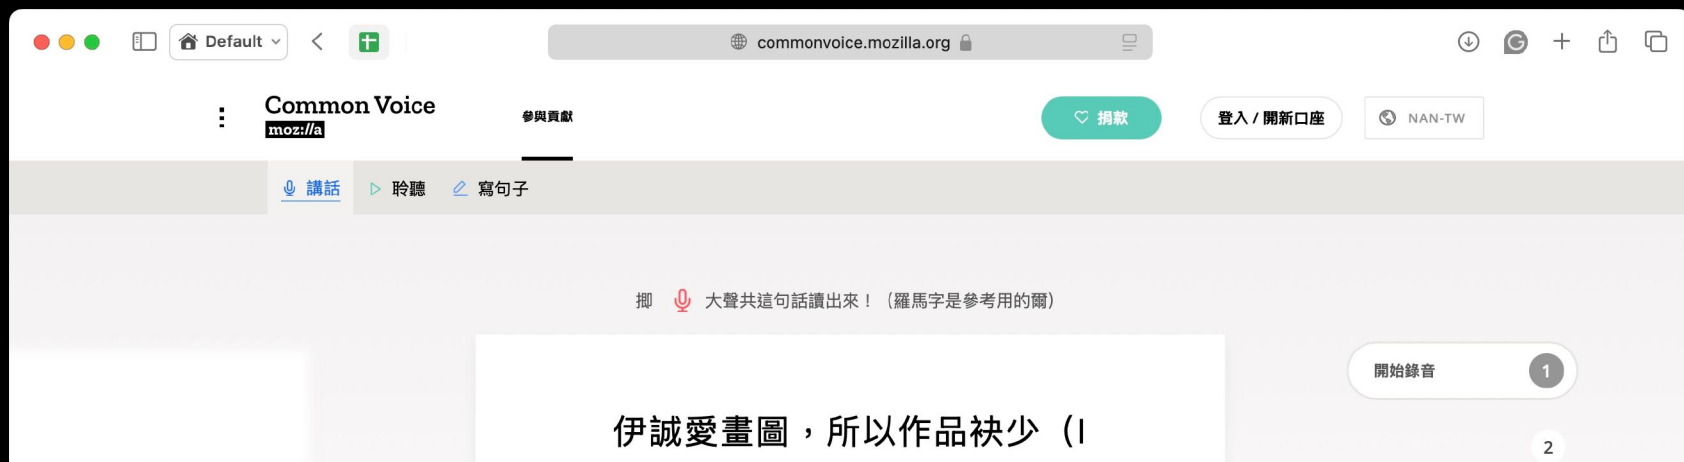 Default
commonvoice.mozilla.org
Common Voice
moz://a
參與貢獻
捐款
登入 / 開新口座
NAN-TW
講話
聆聽
寫句子
揤 大聲共這句話讀出來！（羅馬字是參考用的爾）
開始錄音 1
伊誠愛畫圖，所以作品袂少（I
2